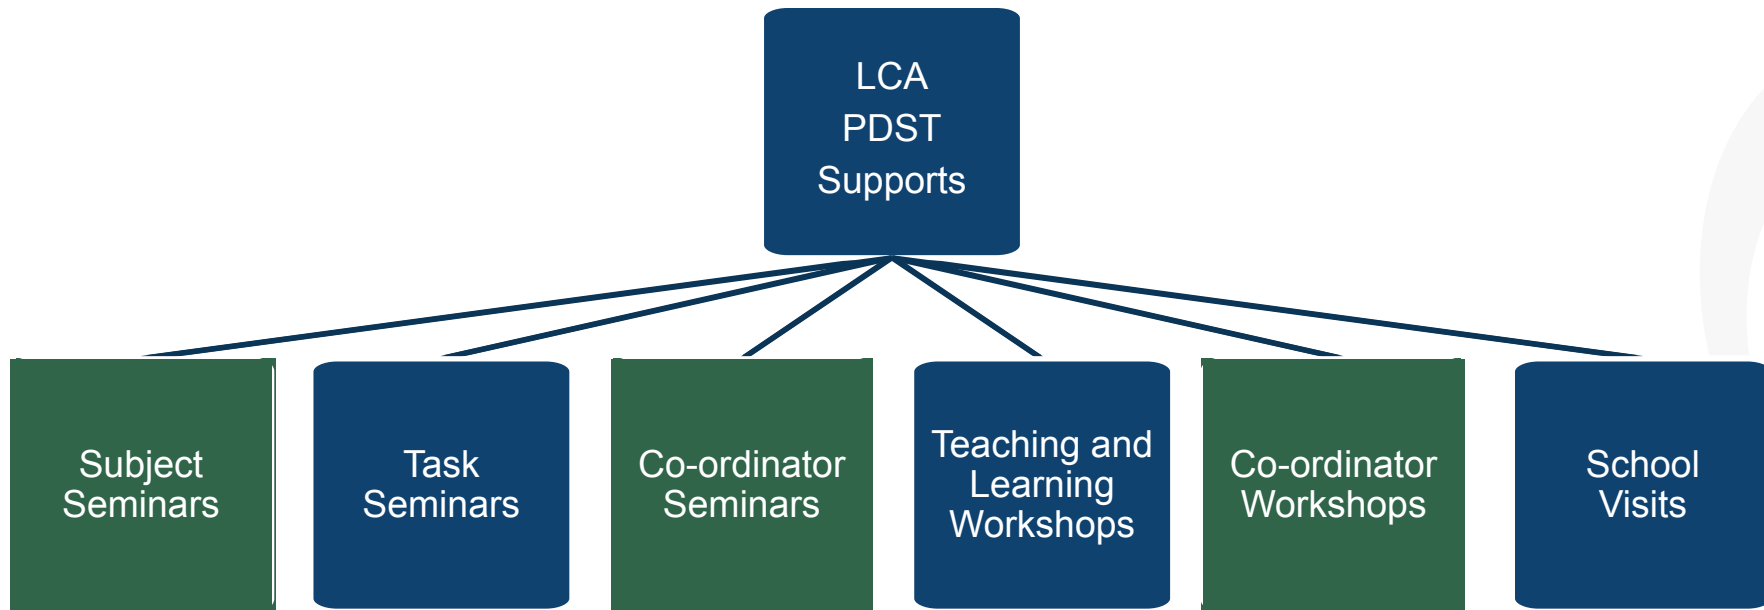 LCA
PDST
Supports
Subject
Seminars
Task
Seminars
Co-ordinator
Seminars
Teaching and
Learning
Workshops
Co-ordinator
Workshops
School
Visits